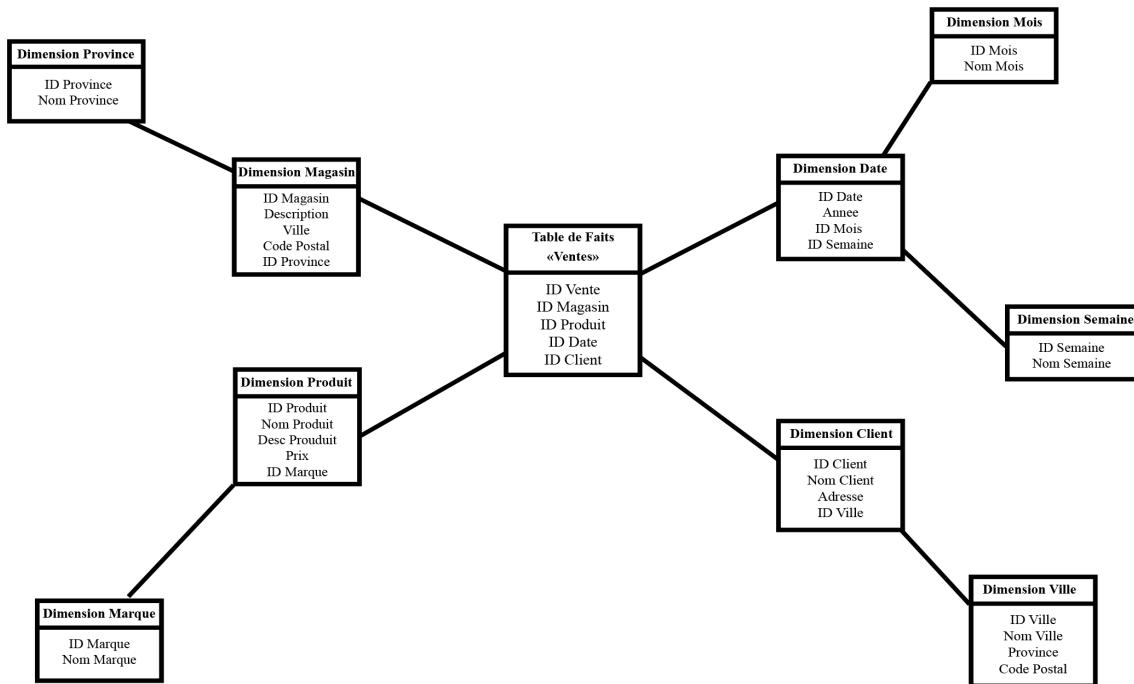 Dimension Province
ID Province
Nom Province
Dimension Magasin
ID Magasin
Description
Ville
Code Postal
ID Province
Dimension Produit
ID Produit
Nom Produit
Desc Prouduit
Prix
ID Marque
Dimension Marque
ID Marque
Nom Marque
Table de Faits
«Ventes»
ID Vente
ID Magasin
ID Produit
ID Date
ID Client
Dimension Mois
ID Mois
Nom Mois
Dimension Date
ID Date
Annee
ID Mois
ID Semaine
Dimension Semaine
ID Semaine
Nom Semaine
Dimension Client
ID Client
Nom Client
Adresse
ID Ville
Dimension Ville
ID Ville
Nom Ville
Province
Code Postal